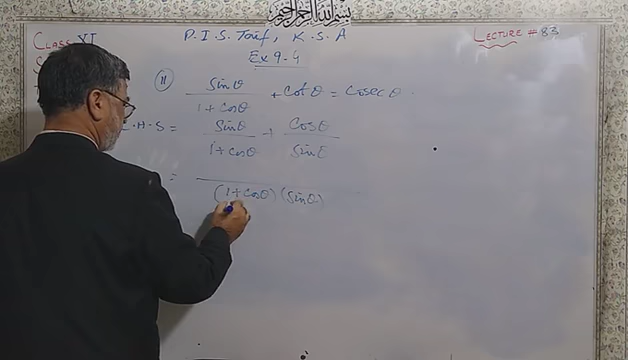 بسم الله الرحمن الرحيم
Class XI
P.I.S. Taif, K.S.A
Lecture # 83
Ex 9.4
11 sinθ / 1 + cosθ + cotθ = cosecθ.
L.H.S = sinθ / 1 + cosθ + cosθ / sinθ
= / (1 + cosθ)(sinθ)